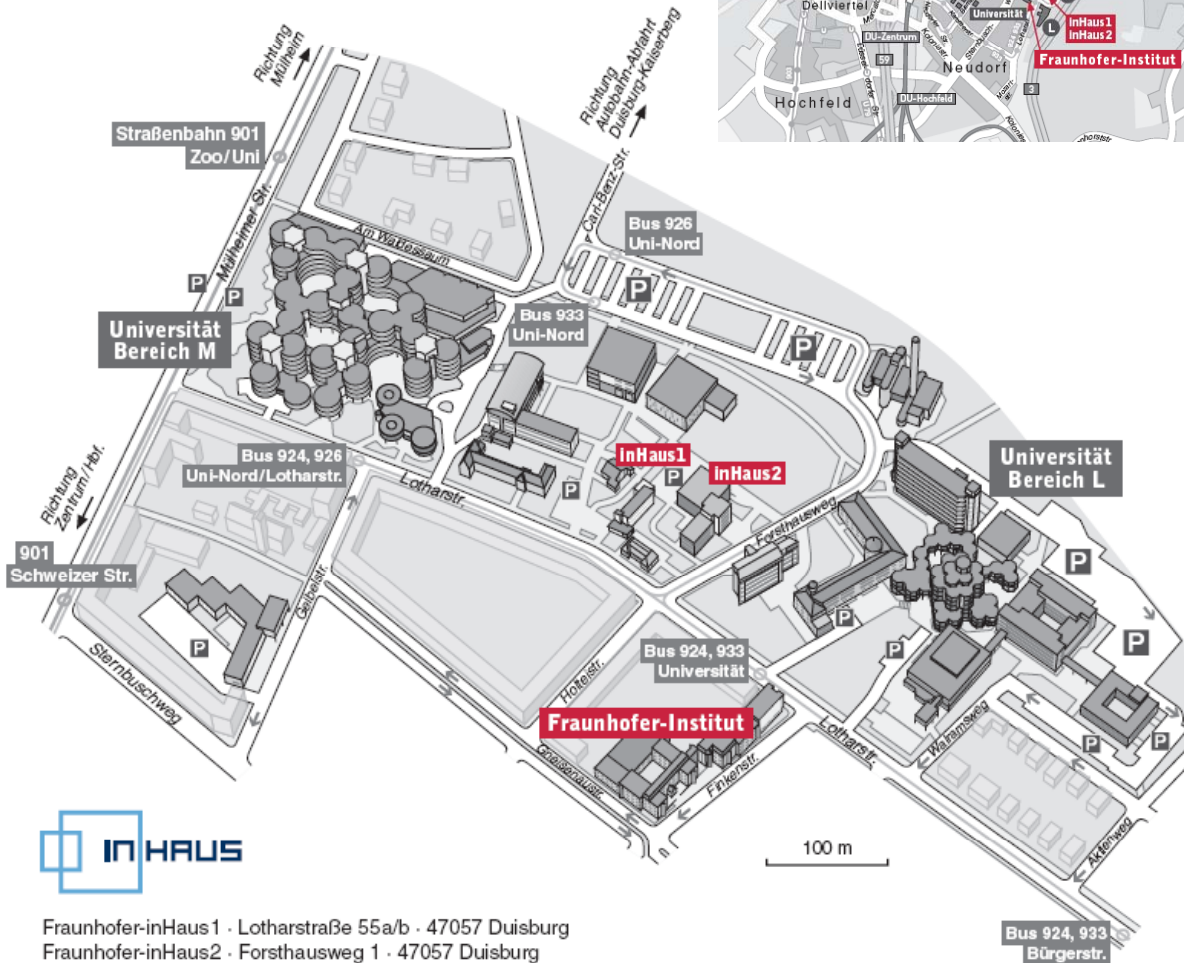 Dellviertel
Universität
L
inHaus1
inHaus2
DU-Zentrum
Fraunhofer-Institut
59
Neudorf
3
Hochfeld
DU-Hochfeld
Richtung
Mülheim
Richtung
Autobahn-Abfahrt
Duisburg-Kaiserberg
Straßenbahn 901
Zoo/Uni
Mülheimer Str.
Carl-Benz-Str.
Am Waldessaum
Bus 926
Uni-Nord
P
P
P
Bus 933
Uni-Nord
Universität
Bereich M
P
inHaus1
P
inHaus2
Bus 924, 926
Uni-Nord/Lotharstr.
P
Lotharstr.
Universität
Bereich L
Richtung
Zentrum/Hbf.
Forsthausweg
901
Schweizer Str.
P
Geibelstr.
P
P
P
P
Sternbuschweg
Bus 924, 933
Universität
Holteistr.
Fraunhofer-Institut
Lotharstr.
Walramsweg
P
P
Gneisenaustr.
Finkenstr.
Aktienweg
100 m
INHAUS
Fraunhofer-inHaus1 · Lotharstraße 55a/b · 47057 Duisburg
Fraunhofer-inHaus2 · Forsthausweg 1 · 47057 Duisburg
Bus 924, 933
Bürgerstr.